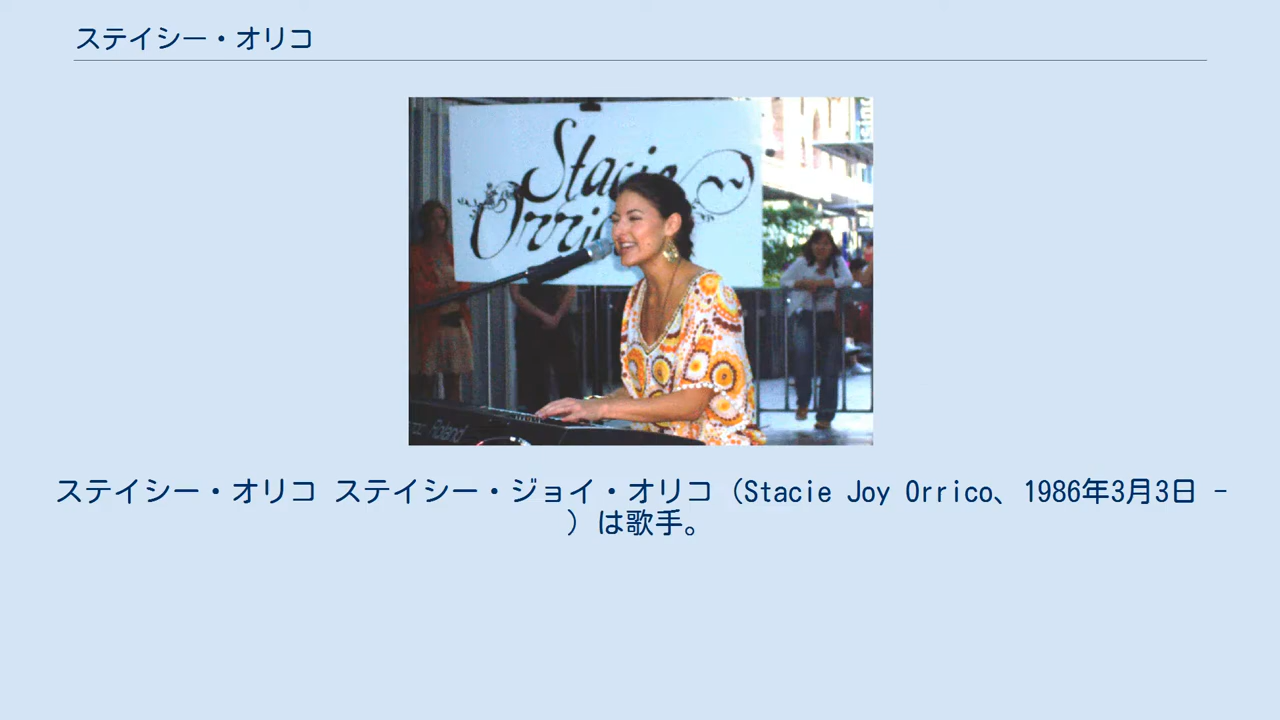 ステイシー・オリコ
Stacie
Orrico
Roland
ステイシー・オリコ ステイシー・ジョイ・オリコ（Stacie Joy Orrico、1986年3月3日 -
）は歌手。